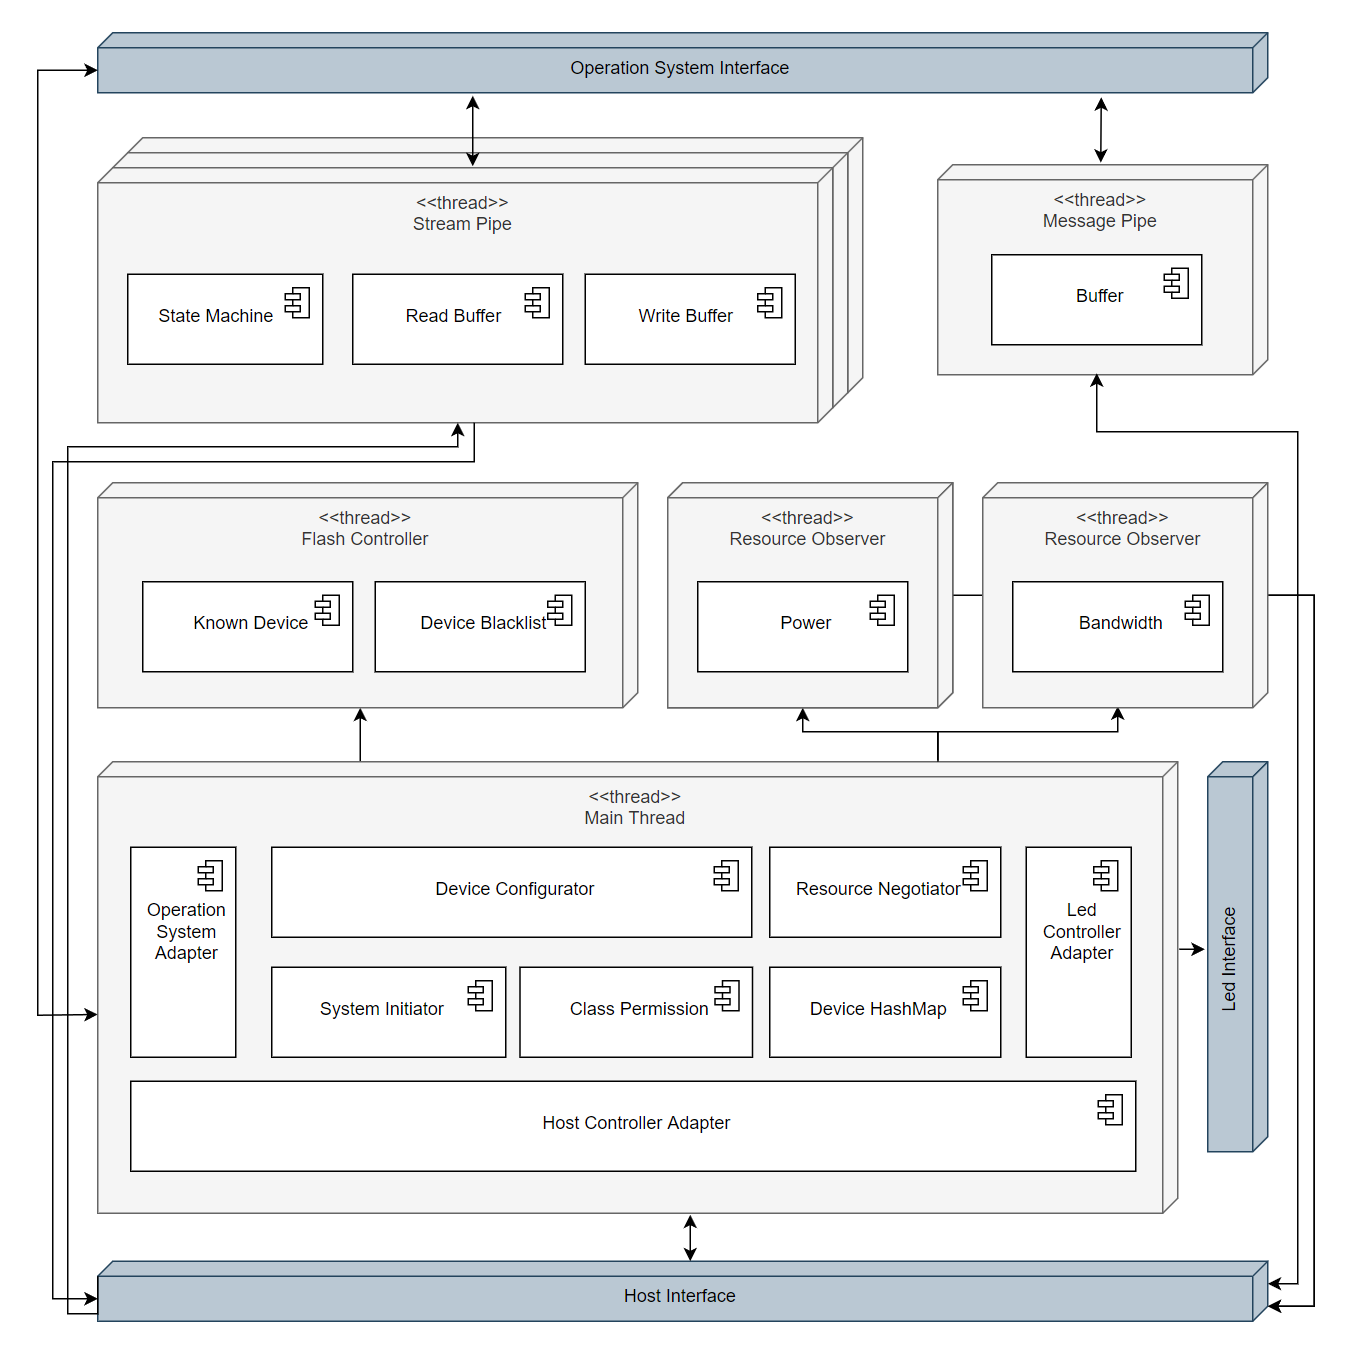 Operation System Interface
<<thread>>
Stream Pipe
State Machine
Read Buffer
Write Buffer
<<thread>>
Message Pipe
Buffer
<<thread>>
Flash Controller
Known Device
Device Blacklist
<<thread>>
Resource Observer
Power
<<thread>>
Resource Observer
Bandwidth
<<thread>>
Main Thread
Operation
System
Adapter
Device Configurator
Resource Negotiator
Led
Controller
Adapter
System Initiator
Class Permission
Device HashMap
Host Controller Adapter
Led Interface
Host Interface